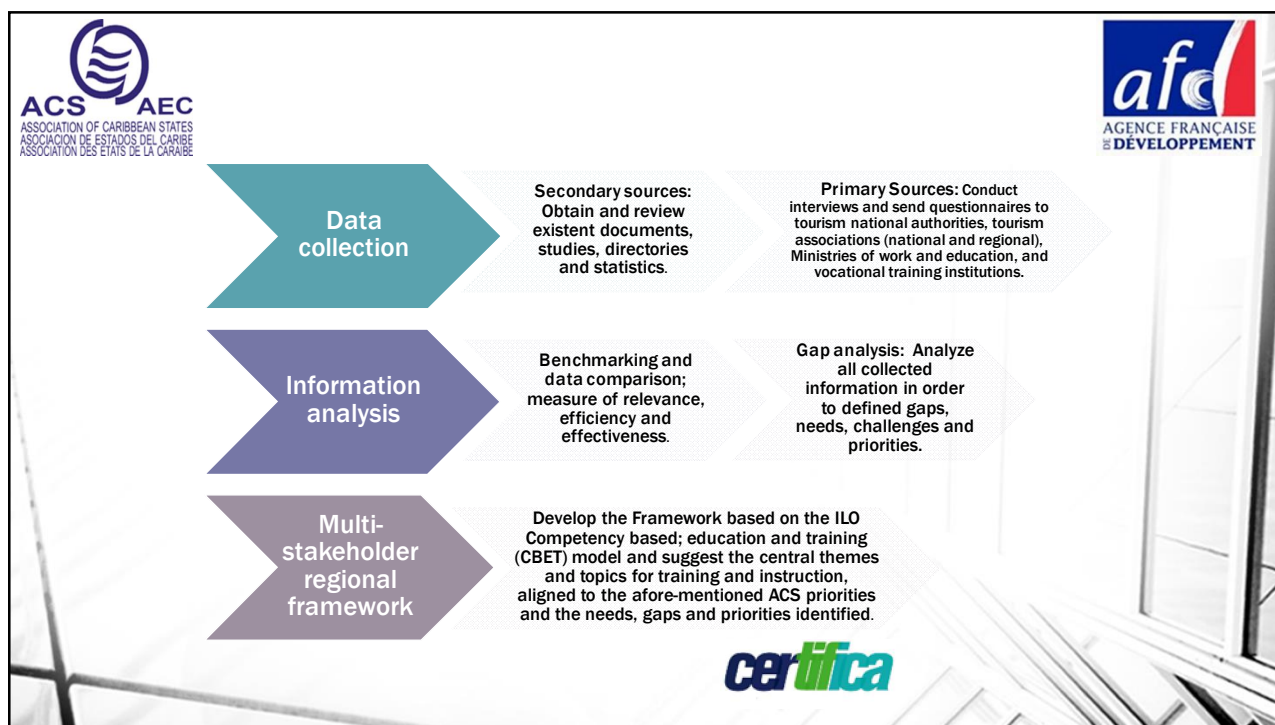 ACS AEC
ASSOCIATION OF CARIBBEAN STATES
ASOCIACION DE ESTADOS DEL CARIBE
ASSOCIATION DES ETATS DE LA CARAIBE
afd
AGENCE FRANÇAISE
DE DÉVELOPPEMENT
Data
collection
Secondary sources:
Obtain and review
existent documents,
studies, directories
and statistics.
Primary Sources: Conduct
interviews and send questionnaires to
tourism national authorities, tourism
associations (national and regional),
Ministries of work and education, and
vocational training institutions.
Information
analysis
Benchmarking and
data comparison;
measure of relevance,
efficiency and
effectiveness.
Gap analysis: Analyze
all collected
information in order
to defined gaps,
needs, challenges and
priorities.
Multi-
stakeholder
regional
framework
Develop the Framework based on the ILO
Competency based; education and training
(CBET) model and suggest the central themes
and topics for training and instruction,
aligned to the afore-mentioned ACS priorities
and the needs, gaps and priorities identified.
certifica